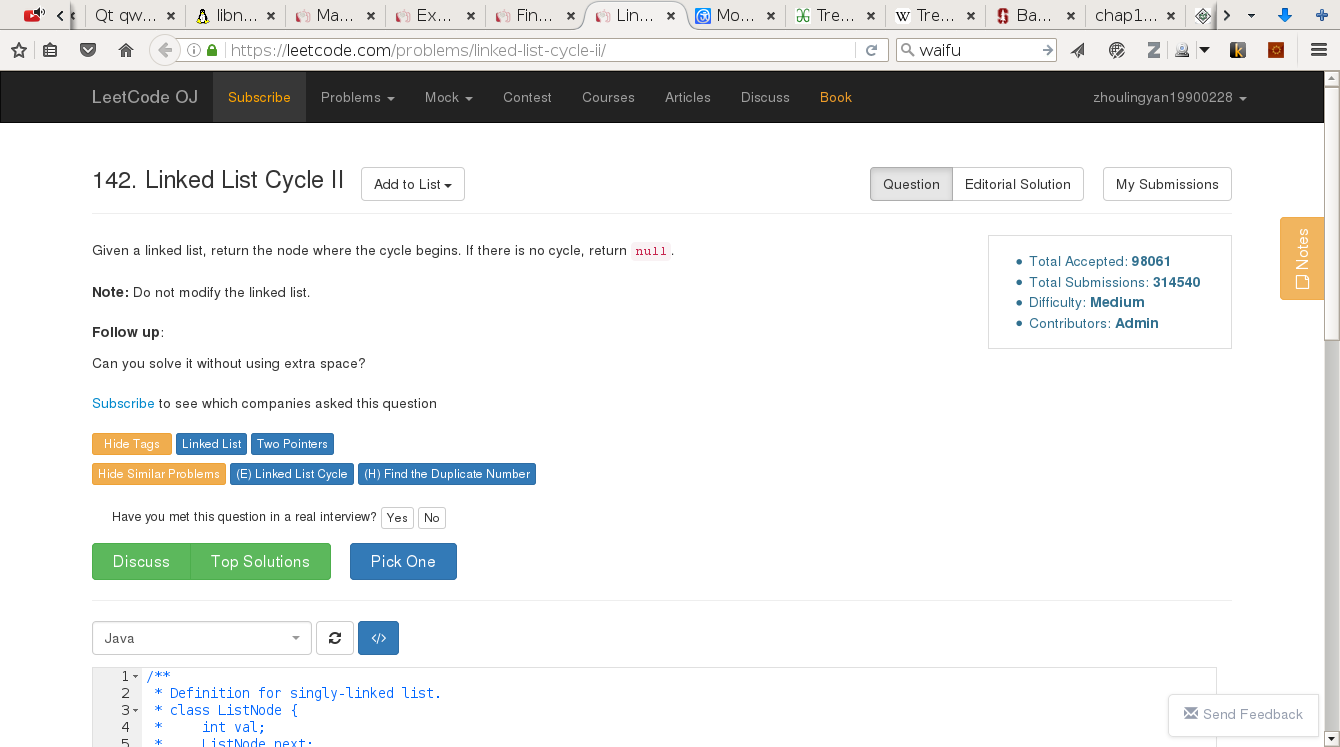 Qt qw... libn... Ma... Ex... Fin... Lin... Mo... Tre... W Tre... Ba... chap1...
https://leetcode.com/problems/linked-list-cycle-ii/ waifu
LeetCode OJ Subscribe Problems Mock Contest Courses Articles Discuss Book zhoulingyan19900228
142. Linked List Cycle II Add to List Question Editorial Solution My Submissions
Given a linked list, return the node where the cycle begins. If there is no cycle, return null.
Note: Do not modify the linked list.
Follow up:
Can you solve it without using extra space?
Subscribe to see which companies asked this question
Total Accepted: 98061
Total Submissions: 314540
Difficulty: Medium
Contributors: Admin
Notes
Hide Tags Linked List Two Pointers
Hide Similar Problems (E) Linked List Cycle (H) Find the Duplicate Number
Have you met this question in a real interview? Yes No
Discuss Top Solutions Pick One
Java </>
1 /**
2 * Definition for singly-linked list.
3 * class ListNode {
4 * int val;
5 * ListNode next;
Send Feedback